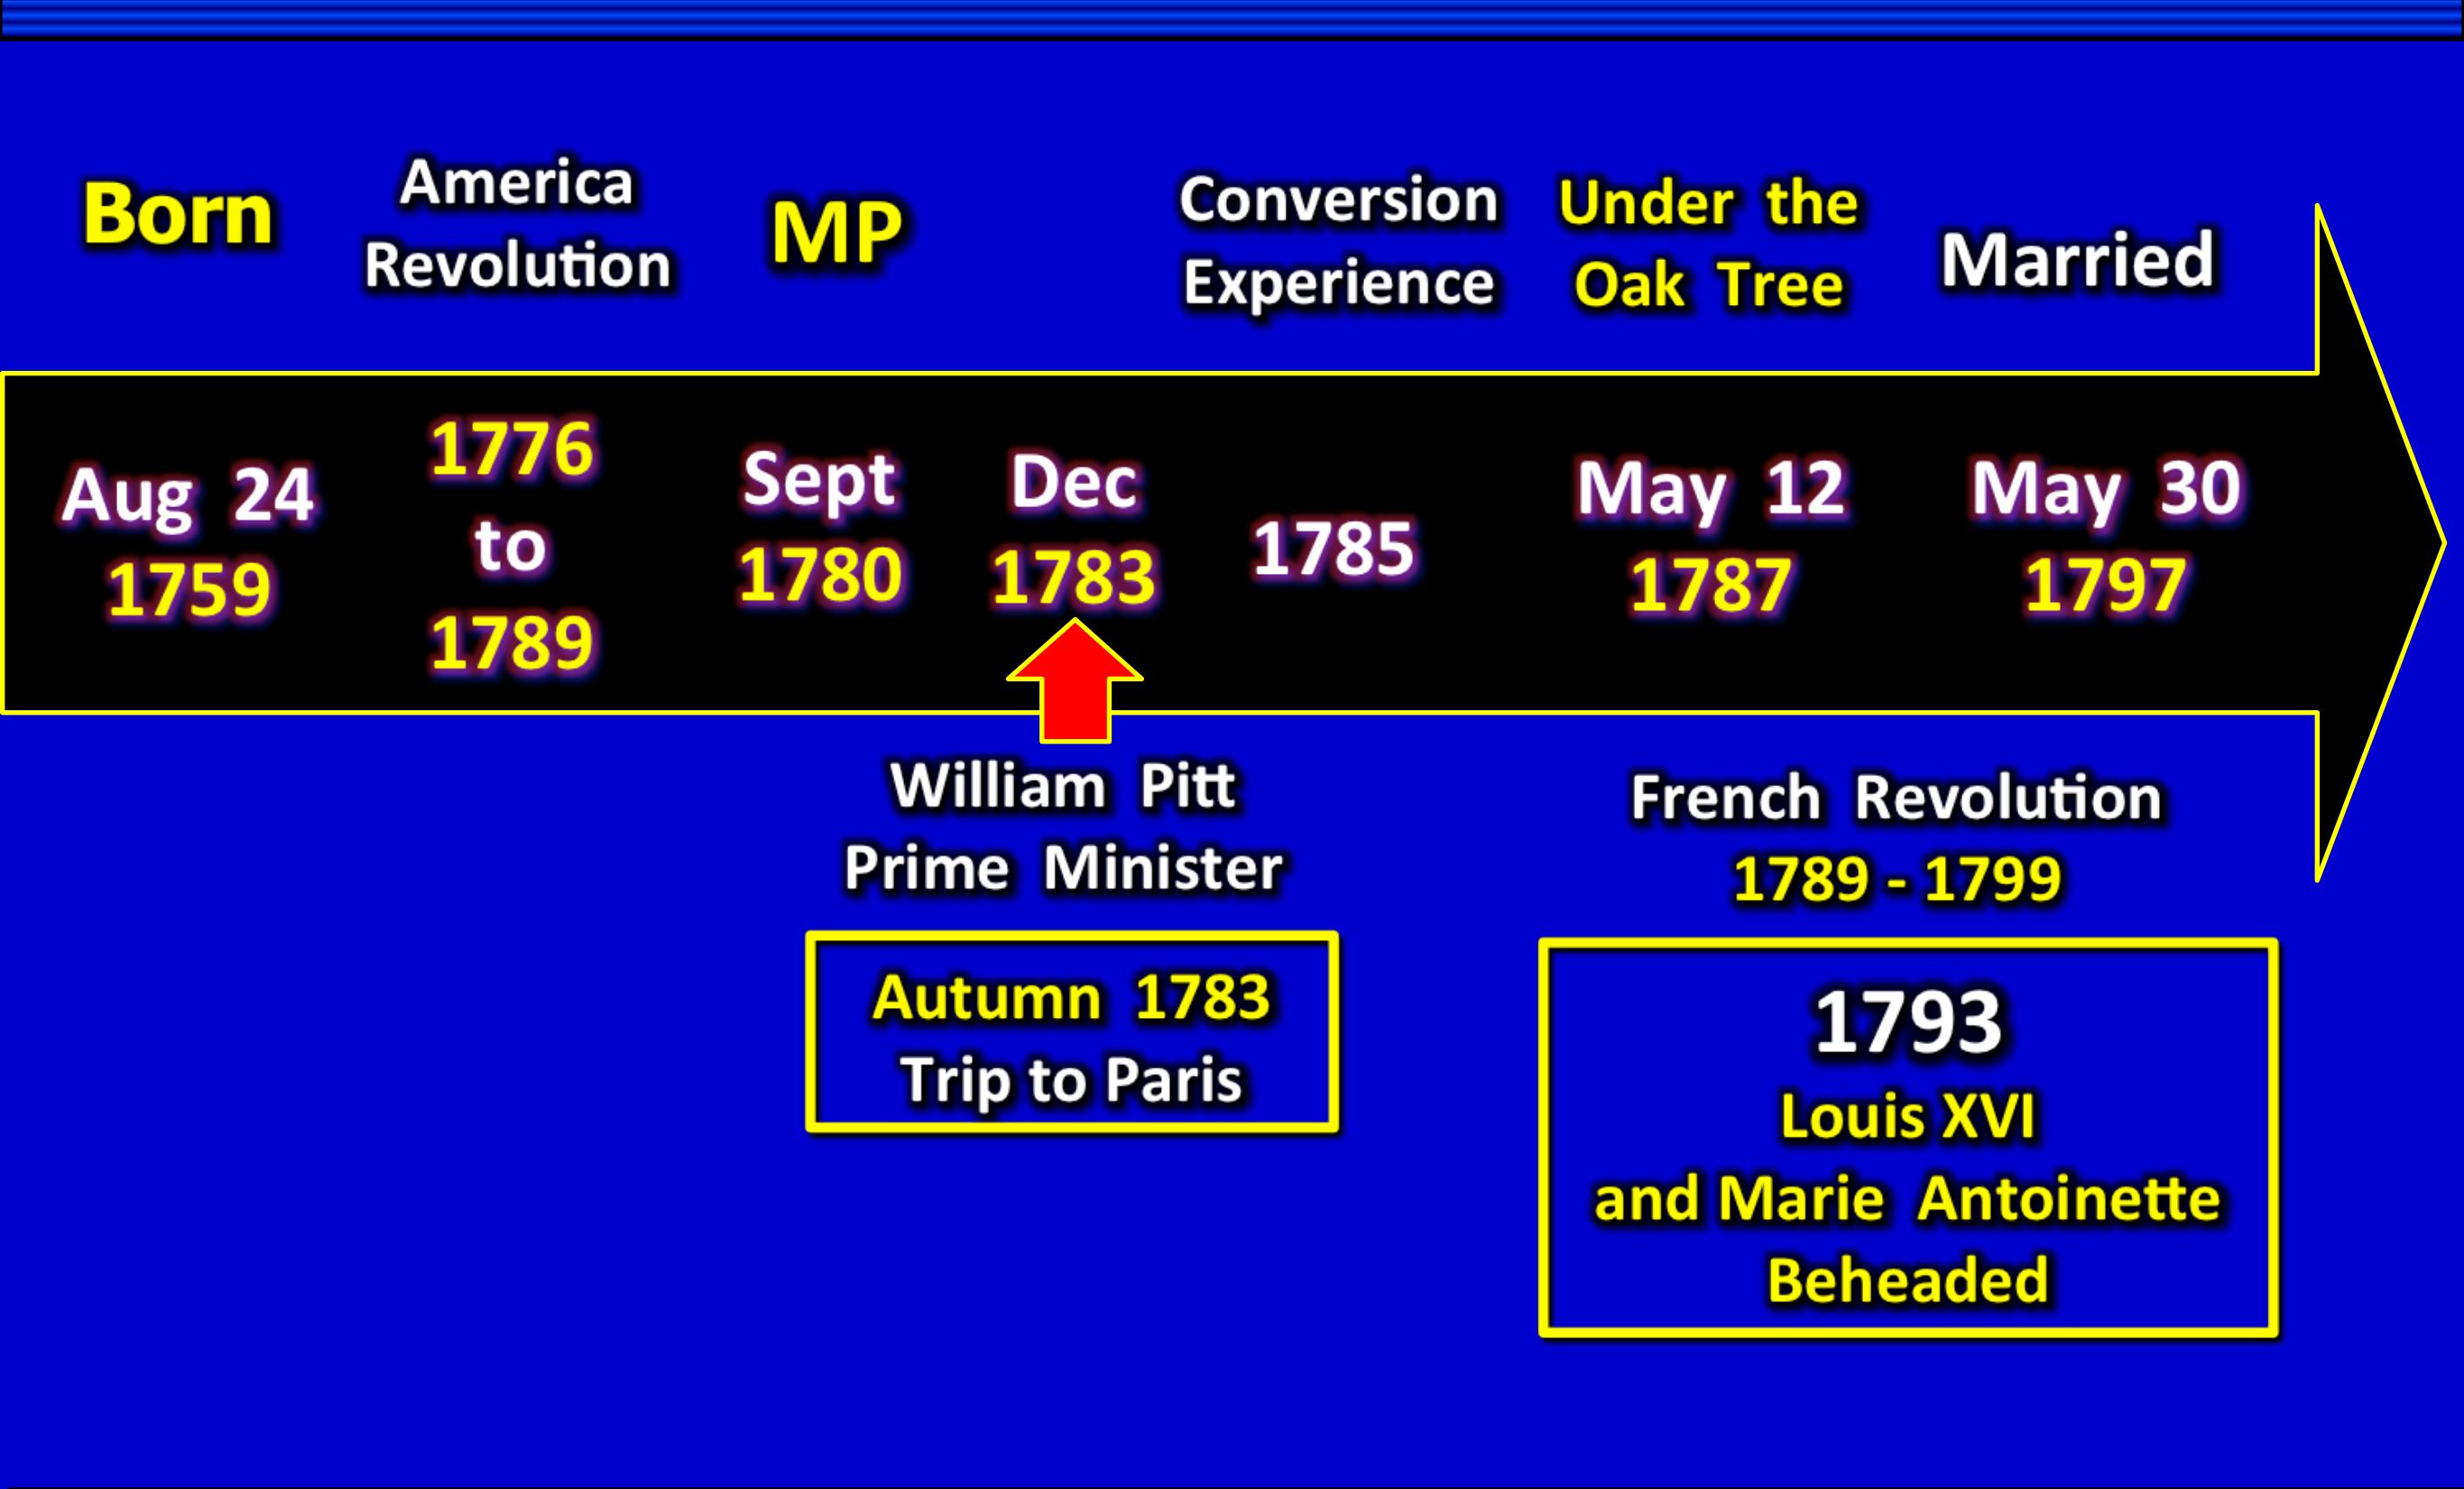 Born
America
Revolution
MP
Conversion
Experience
Under the
Oak Tree
Married
Aug 24
1759
1776
to
1789
Sept
1780
Dec
1783
1785
May 12
1787
May 30
1797
William Pitt
Prime Minister
Autumn 1783
Trip to Paris
French Revolution
1789 - 1799
1793
Louis XVI
and Marie Antoinette
Beheaded